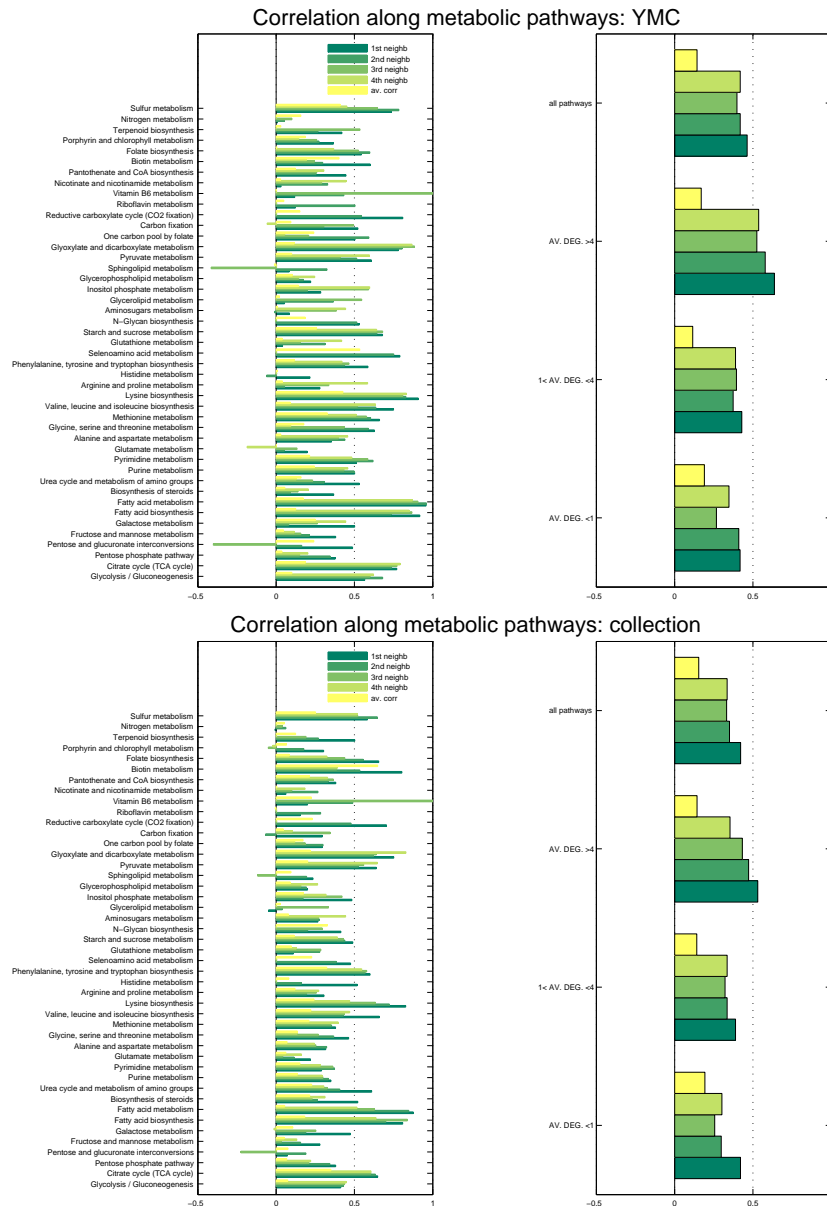 Correlation along metabolic pathways: YMC
1st neighb
2nd neighb
3rd neighb
4th neighb
av. corr
Sulfur metabolism
Nitrogen metabolism
Terpenoid biosynthesis
Porphyrin and chlorophyll metabolism
Folate biosynthesis
Biotin metabolism
Pantothenate and CoA biosynthesis
Nicotinate and nicotinamide metabolism
Vitamin B6 metabolism
Riboflavin metabolism
Reductive carboxylate cycle (CO2 fixation)
Carbon fixation
One carbon pool by folate
Glyoxylate and dicarboxylate metabolism
Pyruvate metabolism
Sphingolipid metabolism
Glycerophospholipid metabolism
Inositol phosphate metabolism
Glycerolipid metabolism
Aminosugars metabolism
N−Glycan biosynthesis
Starch and sucrose metabolism
Glutathione metabolism
Selenoamino acid metabolism
Phenylalanine, tyrosine and tryptophan biosynthesis
Histidine metabolism
Arginine and proline metabolism
Lysine biosynthesis
Valine, leucine and isoleucine biosynthesis
Methionine metabolism
Glycine, serine and threonine metabolism
Alanine and aspartate metabolism
Glutamate metabolism
Pyrimidine metabolism
Purine metabolism
Urea cycle and metabolism of amino groups
Biosynthesis of steroids
Fatty acid metabolism
Fatty acid biosynthesis
Galactose metabolism
Fructose and mannose metabolism
Pentose and glucuronate interconversions
Pentose phosphate pathway
Citrate cycle (TCA cycle)
Glycolysis / Gluconeogenesis
−0.5 0 0.5 1
all pathways
AV. DEG. >4
1< AV. DEG. <4
AV. DEG. <1
−0.5 0 0.5
Correlation along metabolic pathways: collection
1st neighb
2nd neighb
3rd neighb
4th neighb
av. corr
Sulfur metabolism
Nitrogen metabolism
Terpenoid biosynthesis
Porphyrin and chlorophyll metabolism
Folate biosynthesis
Biotin metabolism
Pantothenate and CoA biosynthesis
Nicotinate and nicotinamide metabolism
Vitamin B6 metabolism
Riboflavin metabolism
Reductive carboxylate cycle (CO2 fixation)
Carbon fixation
One carbon pool by folate
Glyoxylate and dicarboxylate metabolism
Pyruvate metabolism
Sphingolipid metabolism
Glycerophospholipid metabolism
Inositol phosphate metabolism
Glycerolipid metabolism
Aminosugars metabolism
N−Glycan biosynthesis
Starch and sucrose metabolism
Glutathione metabolism
Selenoamino acid metabolism
Phenylalanine, tyrosine and tryptophan biosynthesis
Histidine metabolism
Arginine and proline metabolism
Lysine biosynthesis
Valine, leucine and isoleucine biosynthesis
Methionine metabolism
Glycine, serine and threonine metabolism
Alanine and aspartate metabolism
Glutamate metabolism
Pyrimidine metabolism
Purine metabolism
Urea cycle and metabolism of amino groups
Biosynthesis of steroids
Fatty acid metabolism
Fatty acid biosynthesis
Galactose metabolism
Fructose and mannose metabolism
Pentose and glucuronate interconversions
Pentose phosphate pathway
Citrate cycle (TCA cycle)
Glycolysis / Gluconeogenesis
−0.5 0 0.5 1
all pathways
AV. DEG. >4
1< AV. DEG. <4
AV. DEG. <1
−0.5 0 0.5